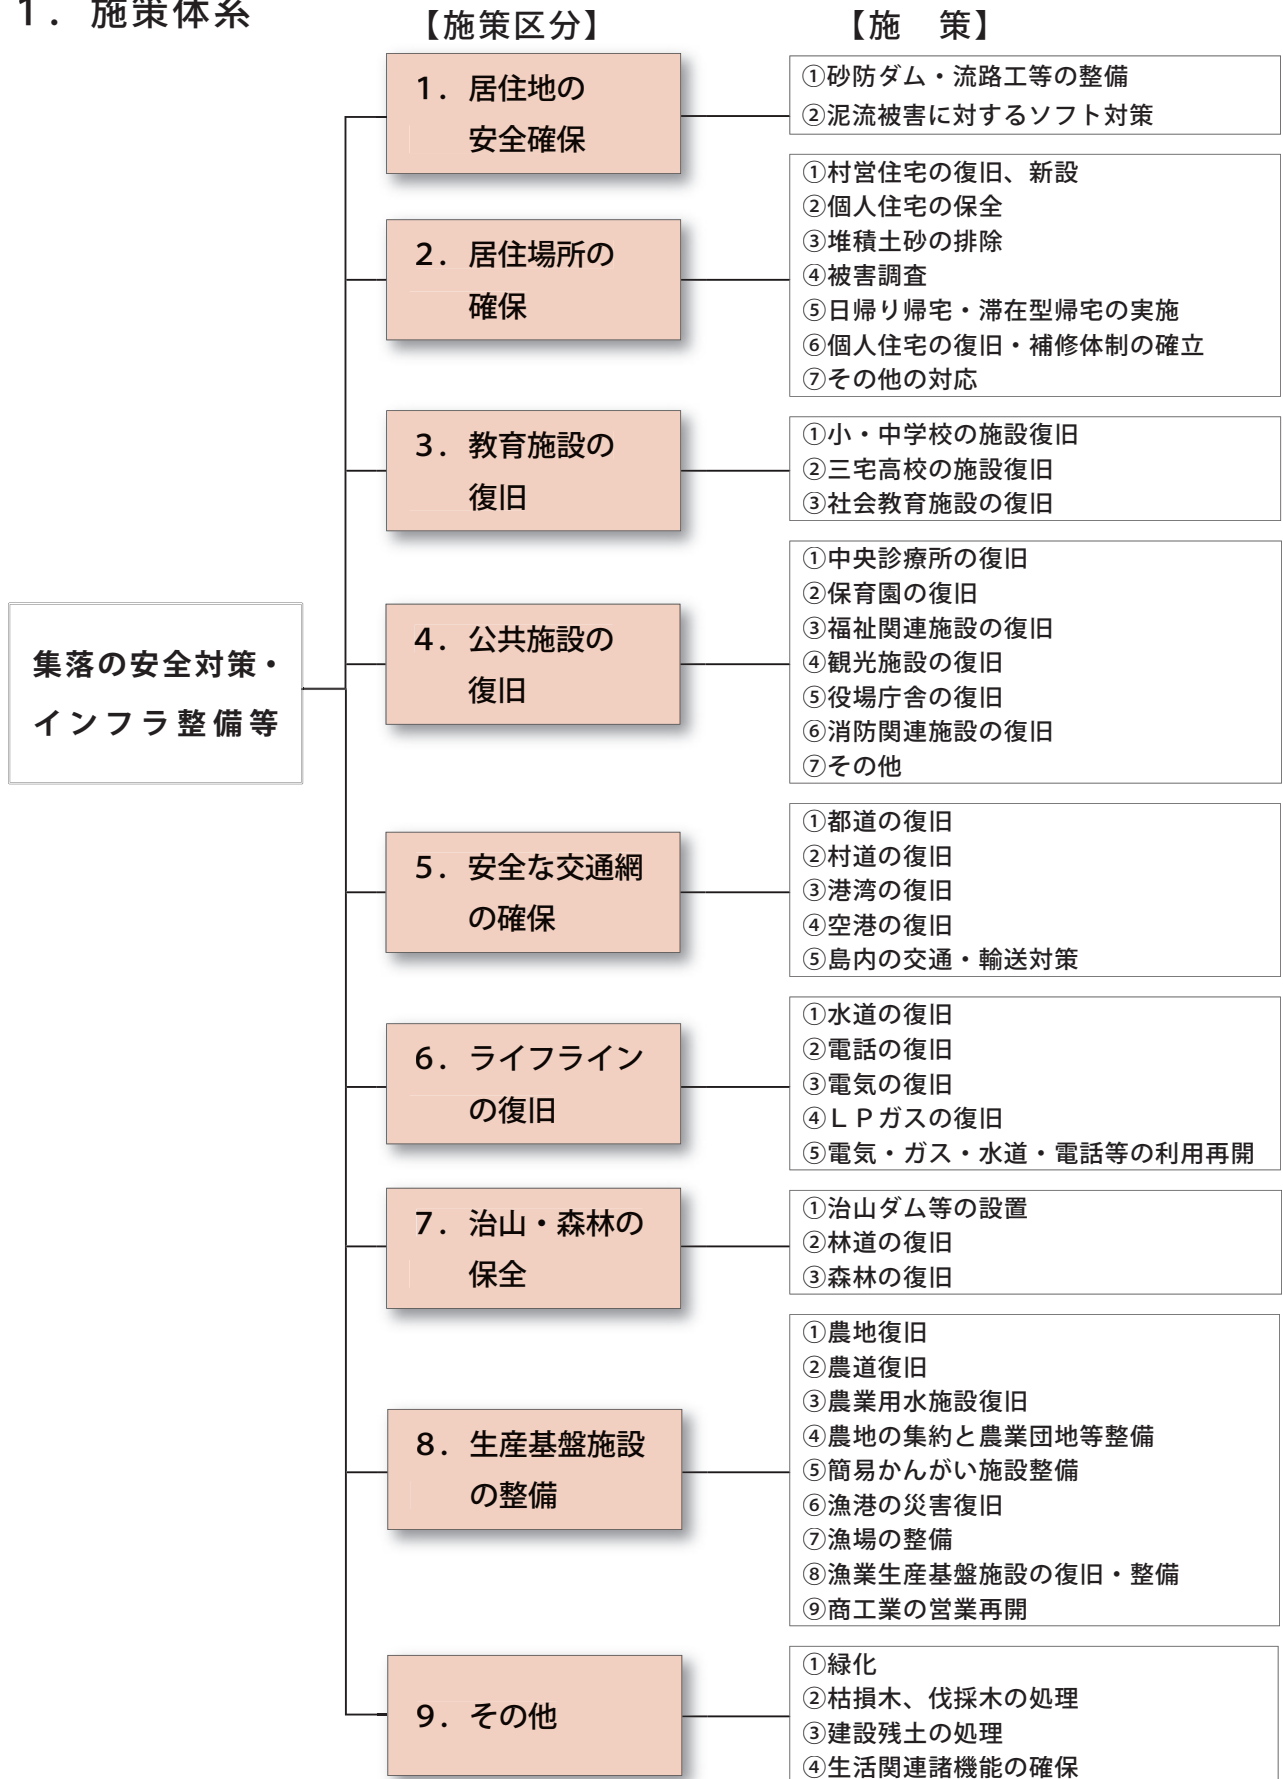 １．施策体系
【施策区分】
【施　策】
集落の安全対策・
インフラ整備等
１．居住地の
安全確保
①砂防ダム・流路工等の整備
②泥流被害に対するソフト対策
２．居住場所の
確保
①村営住宅の復旧、新設
②個人住宅の保全
③堆積土砂の排除
④被害調査
⑤日帰り帰宅・滞在型帰宅の実施
⑥個人住宅の復旧・補修体制の確立
⑦その他の対応
３．教育施設の
復旧
①小・中学校の施設復旧
②三宅高校の施設復旧
③社会教育施設の復旧
４．公共施設の
復旧
①中央診療所の復旧
②保育園の復旧
③福祉関連施設の復旧
④観光施設の復旧
⑤役場庁舎の復旧
⑥消防関連施設の復旧
⑦その他
５．安全な交通網
の確保
①都道の復旧
②村道の復旧
③港湾の復旧
④空港の復旧
⑤島内の交通・輸送対策
６．ライフライン
の復旧
①水道の復旧
②電話の復旧
③電気の復旧
④ＬＰガスの復旧
⑤電気・ガス・水道・電話等の利用再開
７．治山・森林の
保全
①治山ダム等の設置
②林道の復旧
③森林の復旧
８．生産基盤施設
の整備
①農地復旧
②農道復旧
③農業用水施設復旧
④農地の集約と農業団地等整備
⑤簡易かんがい施設整備
⑥漁港の災害復旧
⑦漁場の整備
⑧漁業生産基盤施設の復旧・整備
⑨商工業の営業再開
９．その他
①緑化
②枯損木、伐採木の処理
③建設残土の処理
④生活関連諸機能の確保